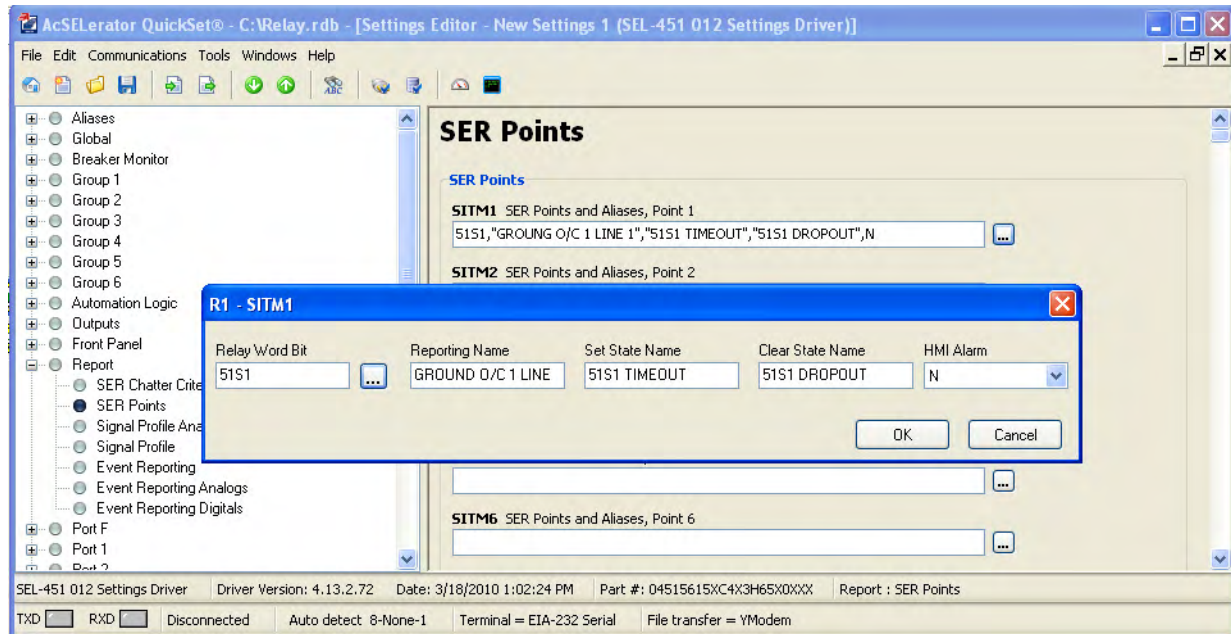 AcSELerator QuickSet® - C:\Relay.rdb - [Settings Editor - New Settings 1 (SEL-451 012 Settings Driver)]
File Edit Communications Tools Windows Help
Aliases
Global
Breaker Monitor
Group 1
Group 2
Group 3
Group 4
Group 5
Group 6
Automation Logic
Outputs
Front Panel
Report
SER Chatter Crite
SER Points
Signal Profile Ana
Signal Profile
Event Reporting
Event Reporting Analogs
Event Reporting Digitals
Port F
Port 1
Port 2
SER Points
SER Points
SITM1 SER Points and Aliases, Point 1
51S1,"GROUNG O/C 1 LINE 1","51S1 TIMEOUT","51S1 DROPOUT",N
...
SITM2 SER Points and Aliases, Point 2
R1 - SITM1
Relay Word Bit Reporting Name Set State Name Clear State Name HMI Alarm
51S1 ... GROUND O/C 1 LINE 51S1 TIMEOUT 51S1 DROPOUT N
OK Cancel
...
SITM6 SER Points and Aliases, Point 6
...
SEL-451 012 Settings Driver Driver Version: 4.13.2.72 Date: 3/18/2010 1:02:24 PM Part #: 04515615XC4X3H65X0XXX Report : SER Points
TXD RXD Disconnected Auto detect 8-None-1 Terminal = EIA-232 Serial File transfer = YModem